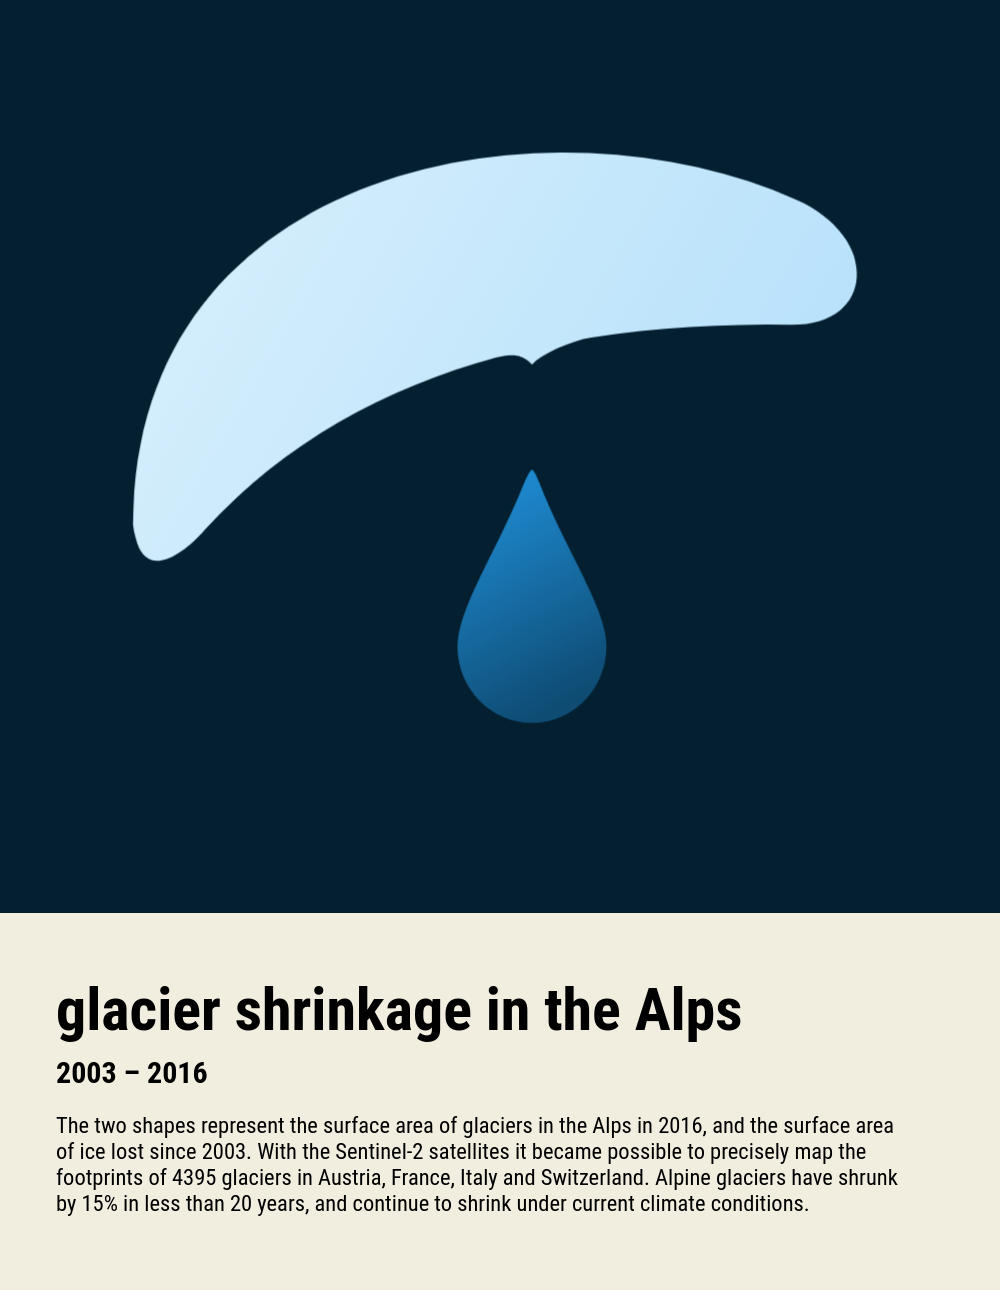 glacier shrinkage in the Alps
2003 – 2016
The two shapes represent the surface area of glaciers in the Alps in 2016, and the surface area
of ice lost since 2003. With the Sentinel-2 satellites it became possible to precisely map the
footprints of 4395 glaciers in Austria, France, Italy and Switzerland. Alpine glaciers have shrunk
by 15% in less than 20 years, and continue to shrink under current climate conditions.